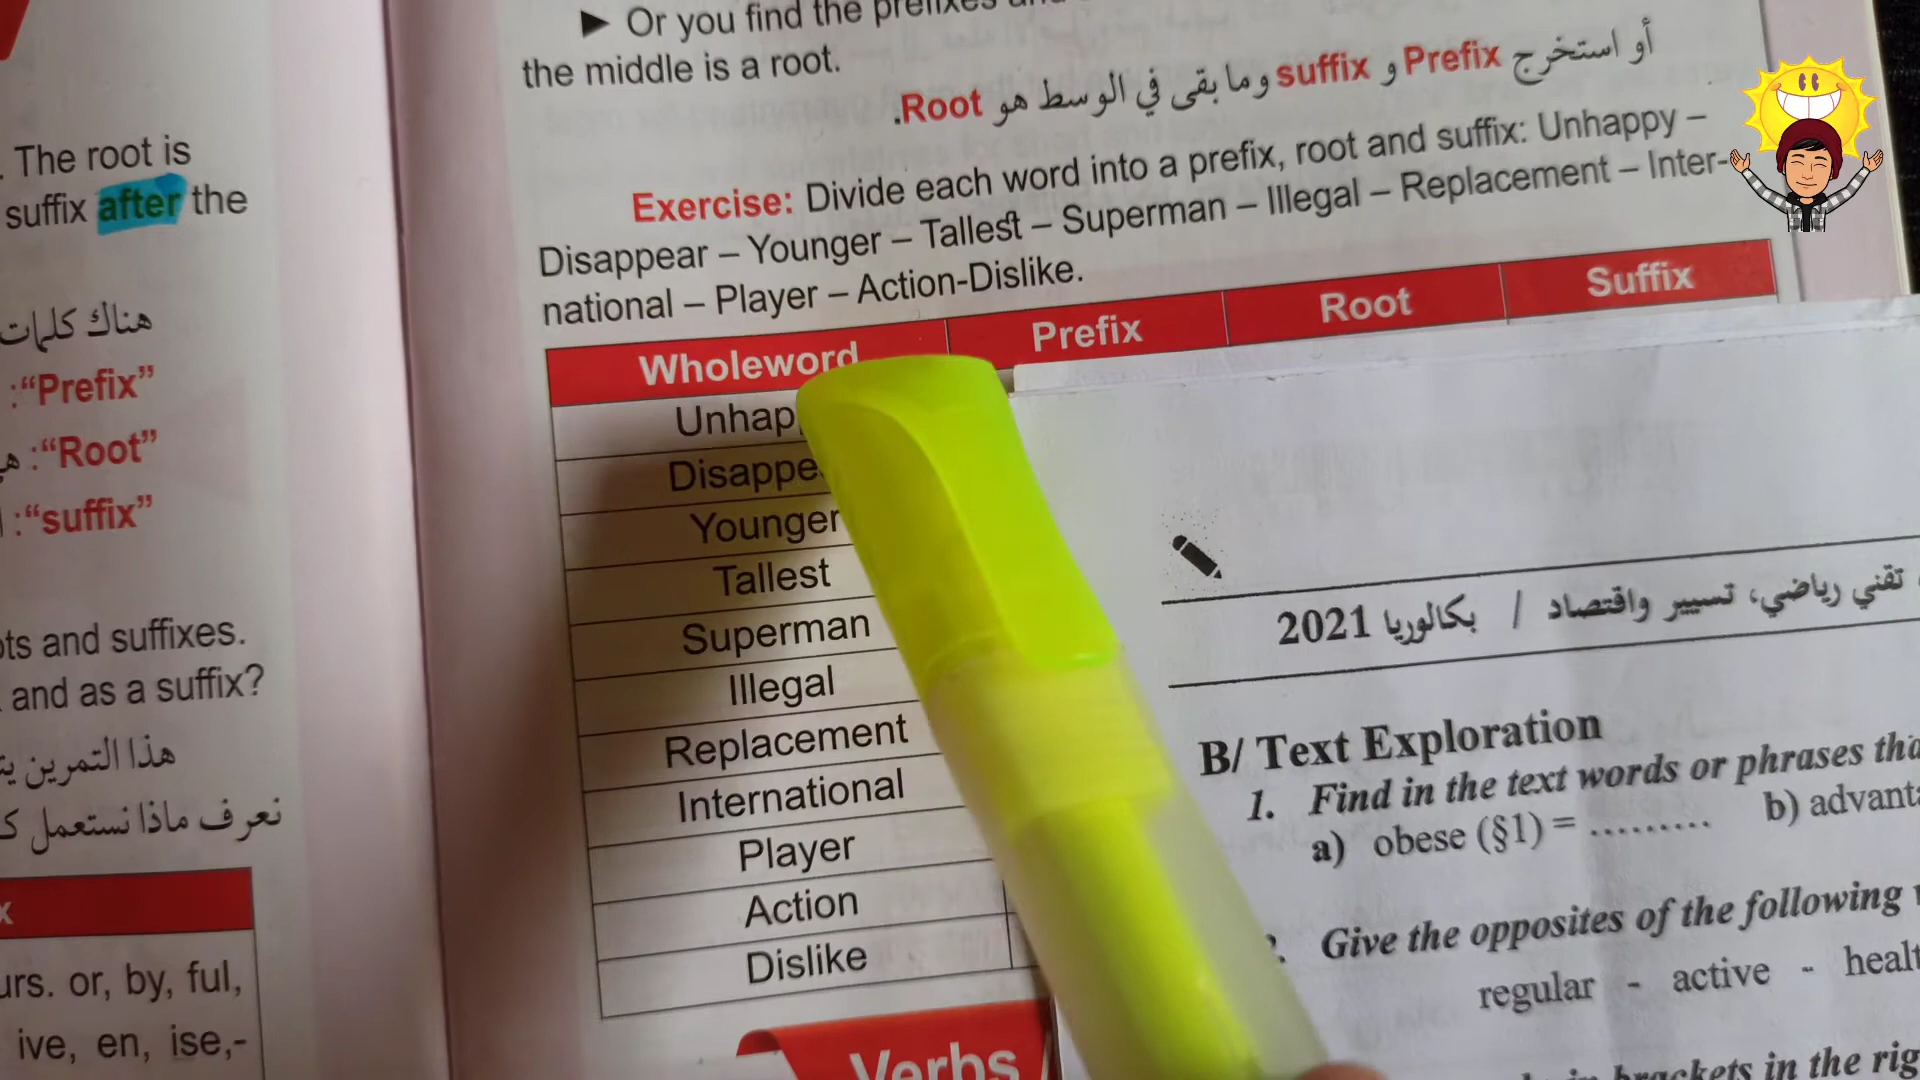 . The root is
suffix after the
هناك كلمات
:“Prefix”
:“Root”
:“suffix”
and suffixes.
and as a suffix?
هذا التمرين
نعرف ماذا نستعمل
or, by, ful,
ive, en, ise,-
► Or you find the prefixes
the middle is a root.
أو استخرج Prefix و suffix وما بقى في الوسط هو Root.
Exercise: Divide each word into a prefix, root and suffix: Unhappy –
Disappear – Younger – Tallest – Superman – Illegal – Replacement – Inter-
national – Player – Action-Dislike.
Wholeword Prefix Root Suffix
Unhap
Disappe
Younger
Tallest
Superman
Illegal
Replacement
International
Player
Action
Dislike
Verbs
تقني رياضي، تسيير واقتصاد / بكالوريا 2021
B/ Text Exploration
1. Find in the text words or phrases
a) obese (§1) = ......... b)
Give the opposites of the following
regular - active -
brackets in the